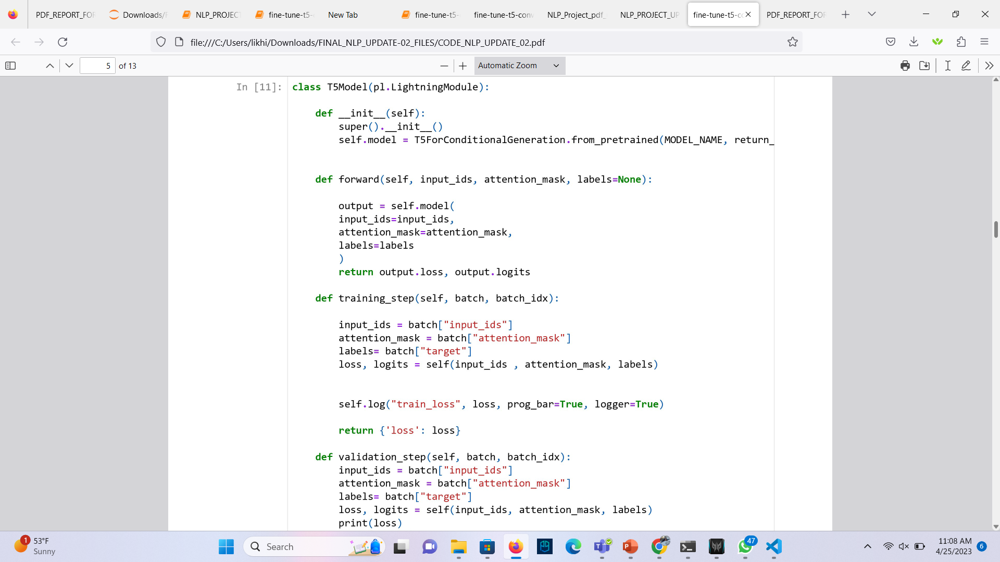 PDF_REPORT_FOR
Downloads/F
NLP_PROJECT
fine-tune-t5-c
New Tab
fine-tune-t5-
fine-tune-t5-conv
NLP_Project_pdf_
NLP_PROJECT_UP
fine-tune-t5-co
PDF_REPORT_FOR
file:///C:/Users/likhi/Downloads/FINAL_NLP_UPDATE-02_FILES/CODE_NLP_UPDATE_02.pdf
5 of 13
Automatic Zoom
In [11]: class T5Model(pl.LightningModule):
def __init__(self):
super().__init__()
self.model = T5ForConditionalGeneration.from_pretrained(MODEL_NAME, return_
def forward(self, input_ids, attention_mask, labels=None):
output = self.model(
input_ids=input_ids,
attention_mask=attention_mask,
labels=labels
)
return output.loss, output.logits
def training_step(self, batch, batch_idx):
input_ids = batch["input_ids"]
attention_mask = batch["attention_mask"]
labels= batch["target"]
loss, logits = self(input_ids , attention_mask, labels)
self.log("train_loss", loss, prog_bar=True, logger=True)
return {'loss': loss}
def validation_step(self, batch, batch_idx):
input_ids = batch["input_ids"]
attention_mask = batch["attention_mask"]
labels= batch["target"]
loss, logits = self(input_ids, attention_mask, labels)
print(loss)
1
53°F
Sunny
Search
47
11:08 AM
4/25/2023
6